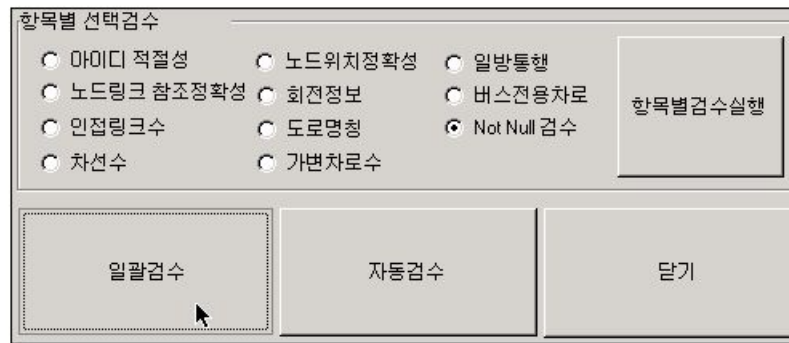 항목별 선택검수
아이디 적절성 노드위치정확성 일방통행
노드링크 참조정확성 회전정보 버스전용차로
인접링크수 도로명칭 Not Null 검수
차선수 가변차로수
항목별검수실행
일괄검수 자동검수 닫기